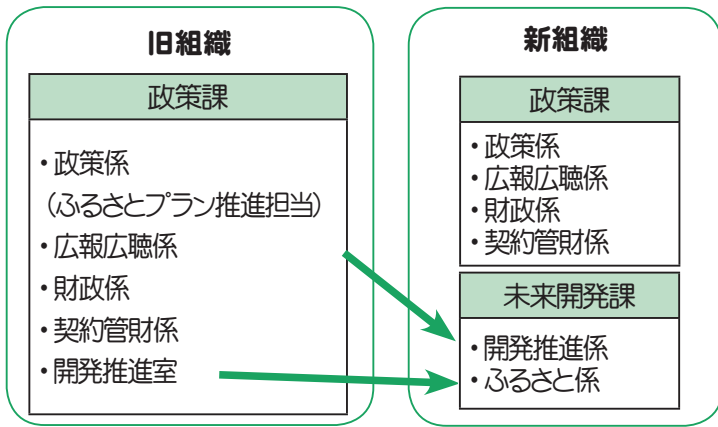 旧組織
政策課
・政策係
（ふるさとプラン推進担当）
・広報広聴係
・財政係
・契約管財係
・開発推進室
新組織
政策課
・政策係
・広報広聴係
・財政係
・契約管財係
未来開発課
・開発推進係
・ふるさと係